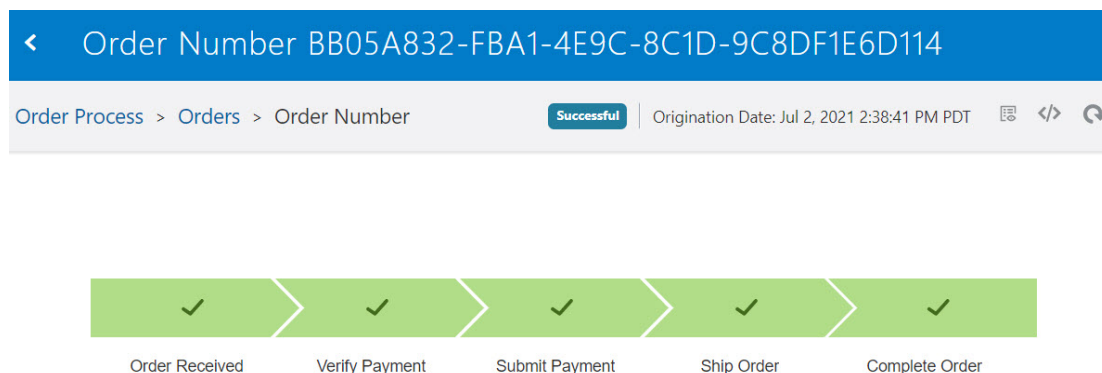 Order Number BB05A832-FBA1-4E9C-8C1D-9C8DF1E6D114
Order Process > Orders > Order Number Successful Origination Date: Jul 2, 2021 2:38:41 PM PDT </>
Order Received Verify Payment Submit Payment Ship Order Complete Order